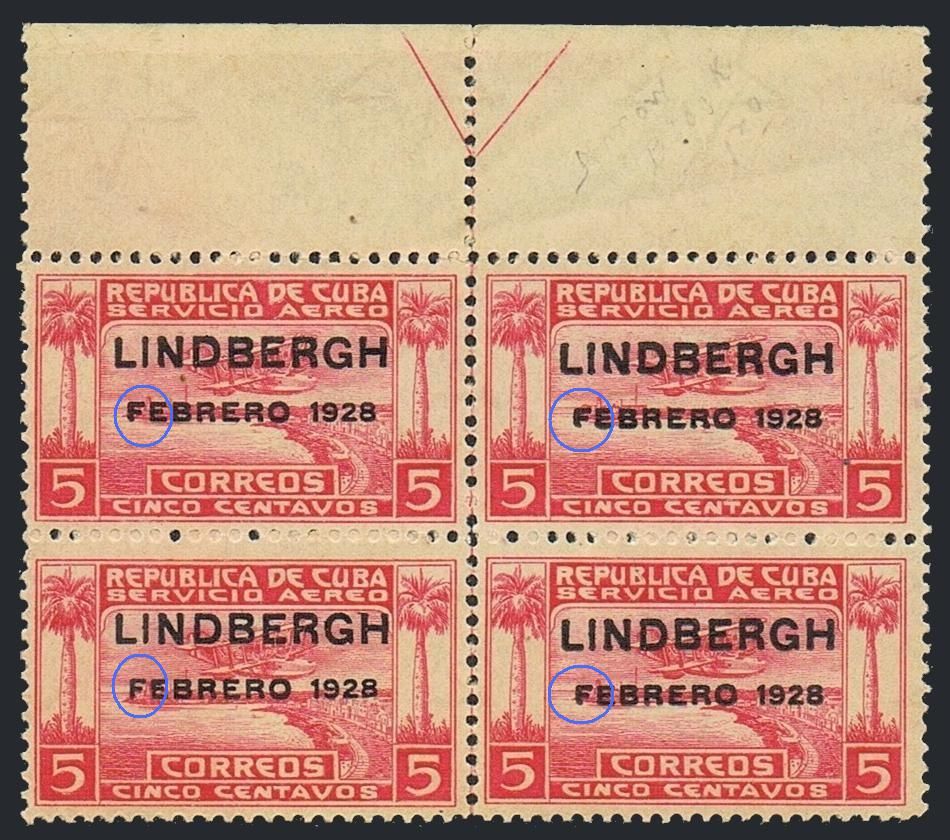 REPUBLICA DE CUBA
SERVICIO AEREO
LINDBERGH
FEBRERO 1928
5 CORREOS 5
CINCO CENTAVOS
REPUBLICA DE CUBA
SERVICIO AEREO
LINDBERGH
FEBRERO 1928
5 CORREOS 5
CINCO CENTAVOS
REPUBLICA DE CUBA
SERVICIO AEREO
LINDBERGH
FEBRERO 1928
5 CORREOS 5
CINCO CENTAVOS
REPUBLICA DE CUBA
SERVICIO AEREO
LINDBERGH
FEBRERO 1928
5 CORREOS 5
CINCO CENTAVOS